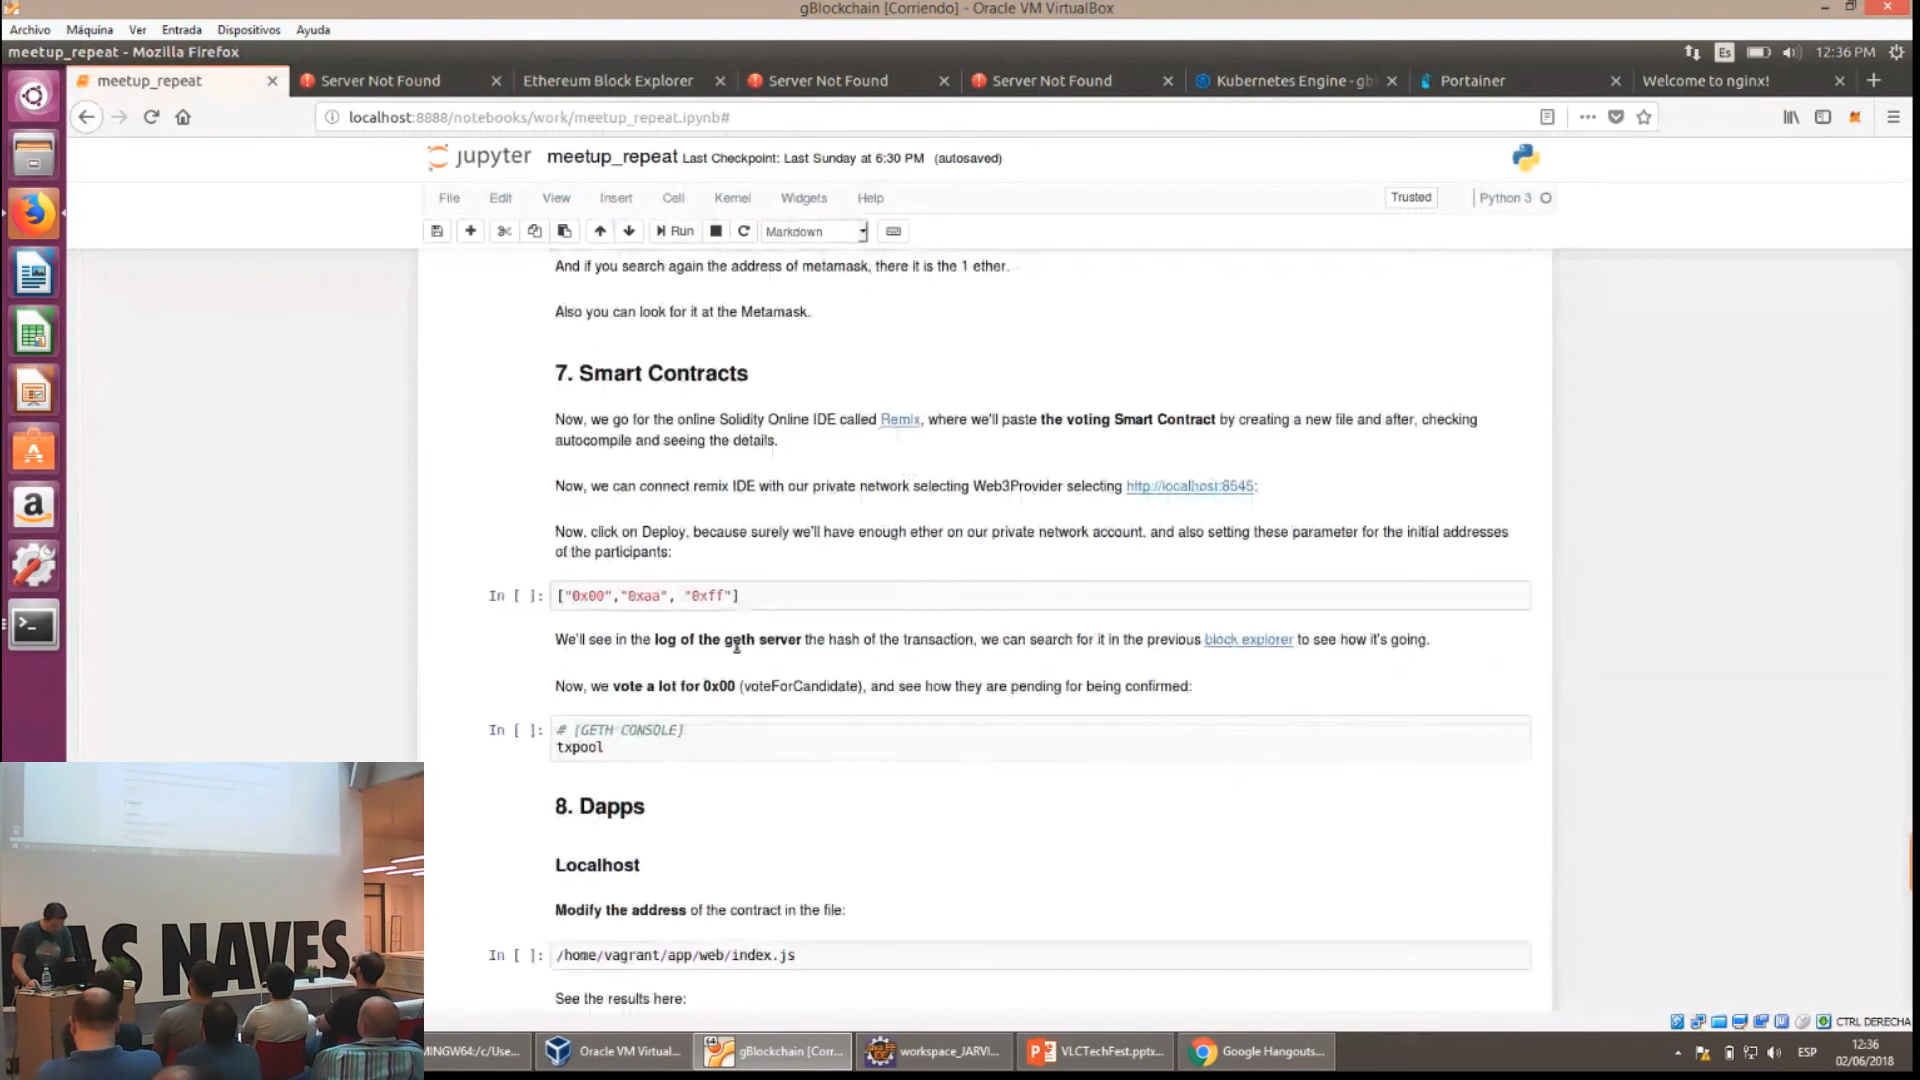 gBlockchain [Corriendo] - Oracle VM VirtualBox
Archivo Máquina Ver Entrada Dispositivos Ayuda
meetup_repeat - Mozilla Firefox
Es 12:36 PM
meetup_repeat Server Not Found Ethereum Block Explorer Server Not Found Server Not Found Kubernetes Engine - gb Portainer Welcome to nginx!
localhost:8888/notebooks/work/meetup_repeat.ipynb#
jupyter meetup_repeat Last Checkpoint: Last Sunday at 6:30 PM (autosaved)
File Edit View Insert Cell Kernel Widgets Help Trusted Python 3
Run Markdown
And if you search again the address of metamask, there it is the 1 ether.
Also you can look for it at the Metamask.
7. Smart Contracts
Now, we go for the online Solidity Online IDE called Remix, where we'll paste the voting Smart Contract by creating a new file and after, checking
autocompile and seeing the details.
Now, we can connect remix IDE with our private network selecting Web3Provider selecting http://localhost:8545:
Now, click on Deploy, because surely we'll have enough ether on our private network account, and also setting these parameter for the initial addresses
of the participants:
In [ ]: ["0x00","0xaa", "0xff"]
We'll see in the log of the geth server the hash of the transaction, we can search for it in the previous block explorer to see how it's going.
Now, we vote a lot for 0x00 (voteForCandidate), and see how they are pending for being confirmed:
In [ ]: # [GETH CONSOLE]
txpool
8. Dapps
Localhost
Modify the address of the contract in the file:
In [ ]: /home/vagrant/app/web/index.js
See the results here:
AS NAVES
CTRL DERECHA
MINGW64:/c/Use... Oracle VM Virtual... gBlockchain [Corr... workspace_JARVI... VLCTechFest.pptx... Google Hangouts... ESP 12:36
02/06/2018